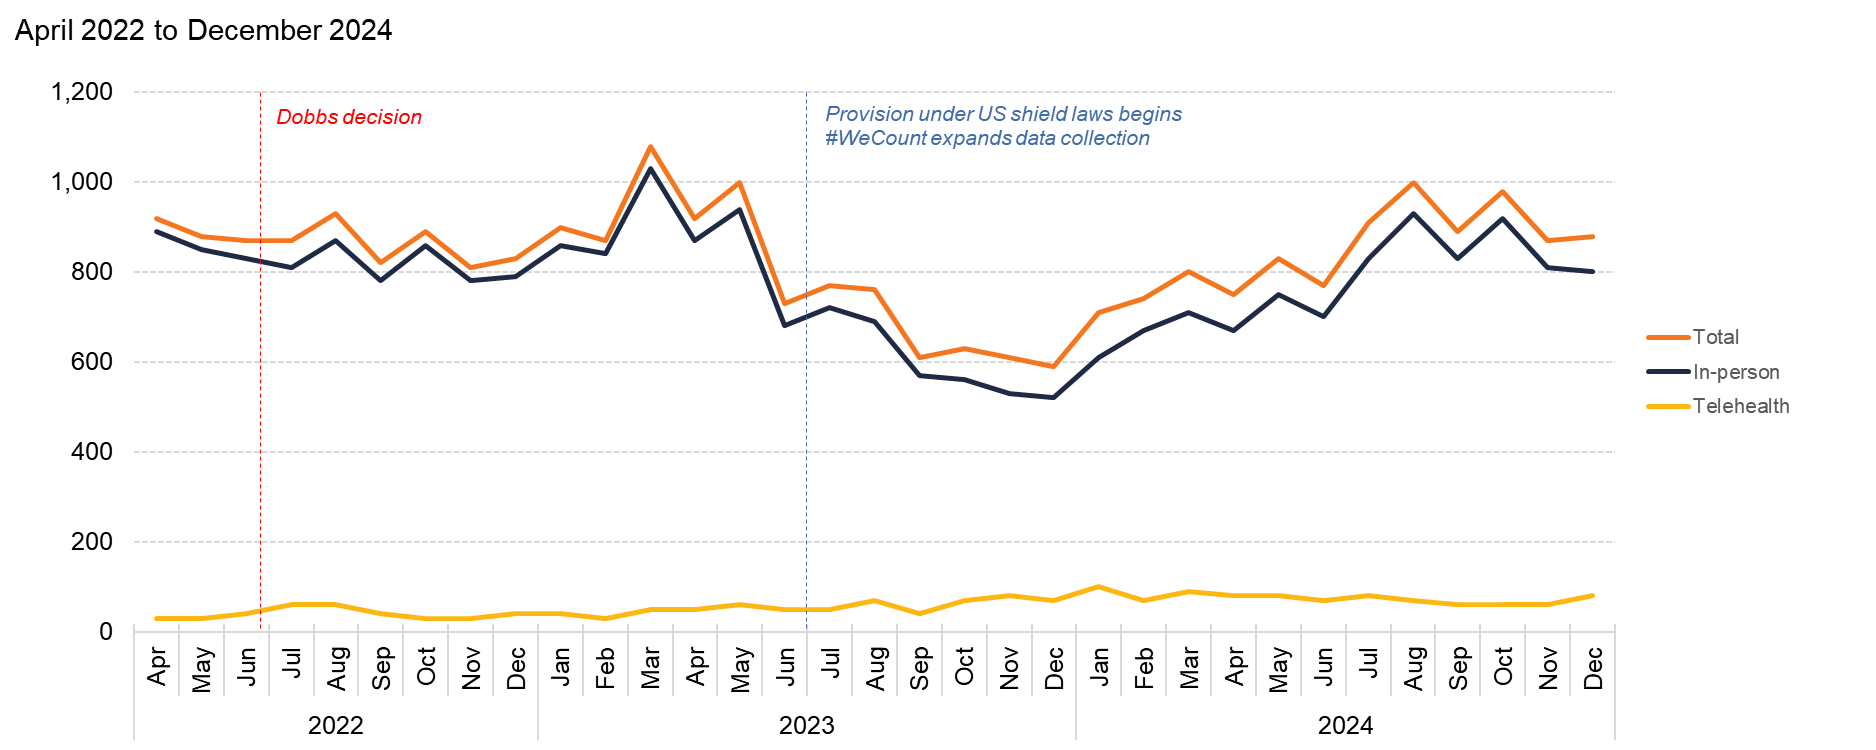 April 2022 to December 2024
1,200
1,000
800
600
400
200
0
Dobbs decision
Provision under US shield laws begins
#WeCount expands data collection
Total
In-person
Telehealth
Apr May Jun Jul Aug Sep Oct Nov Dec Jan Feb Mar Apr May Jun Jul Aug Sep Oct Nov Dec Jan Feb Mar Apr May Jun Jul Aug Sep Oct Nov Dec
2022 2023 2024